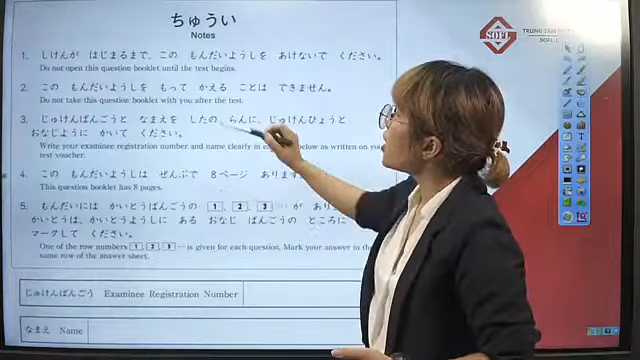 ちゅうい
Notes
1. しけんが はじまるまで、この もんだいようしを あけないで ください。
Do not open this question booklet until the test begins.
2. この もんだいようしを もって かえる ことは できません。
Do not take this question booklet with you after the test.
3. じゅけんばんごうと なまえを したの らんに、じゅけんひょうと
おなじように かいて ください。
Write your examinee registration number and name clearly in below as written on your
test voucher.
4. この もんだいようしは ぜんぶで 8ページ あります
This question booklet has 8 pages.
5. もんだいには かいとうばんごうの 1、2、3 … が あり
かいとうは、かいとうようしに ある おなじ ばんごうの ところに
マークして ください。
One of the row numbers 1, 2, 3 … is given for each question. Mark your answer in the
same row of the answer sheet.
じゅけんばんごう Examinee Registration Number
なまえ Name
SOFL
TRUNG TÂM
SOFL